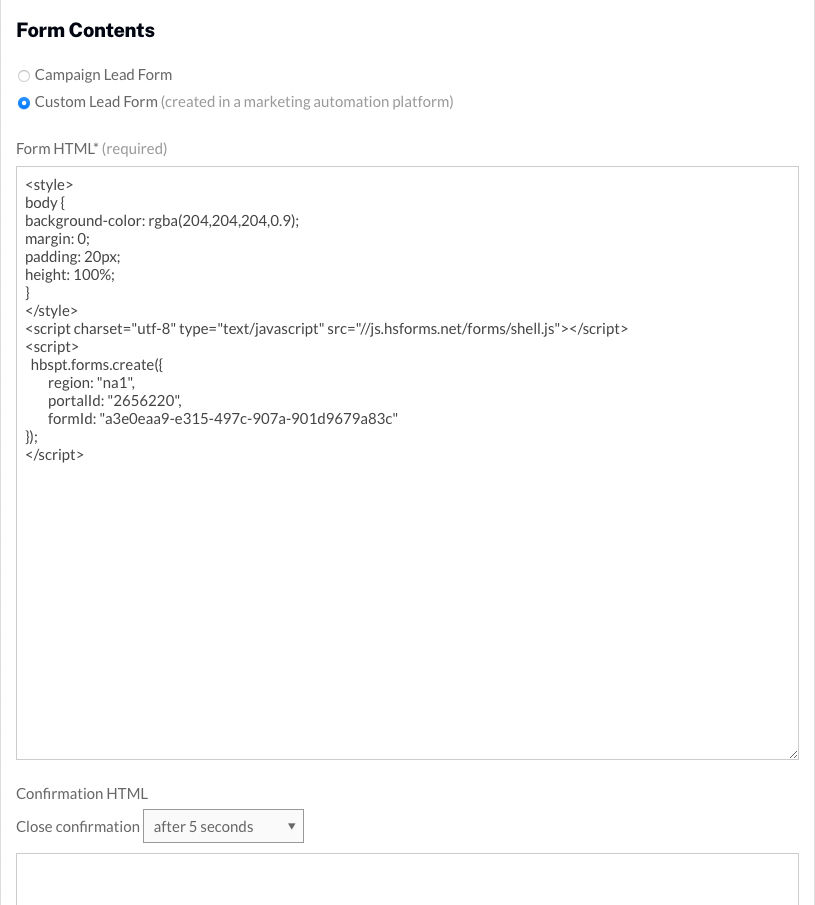 Form Contents
Campaign Lead Form
Custom Lead Form (created in a marketing automation platform)
Form HTML* (required)
<style>
body {
background-color: rgba(204,204,204,0.9);
margin: 0;
padding: 20px;
height: 100%;
}
</style>
<script charset="utf-8" type="text/javascript" src="//js.hsforms.net/forms/shell.js"></script>
<script>
hbspt.forms.create({
region: "na1",
portalId: "2656220",
formId: "a3e0eaa9-e315-497c-907a-901d9679a83c"
});
</script>
Confirmation HTML
Close confirmation after 5 seconds